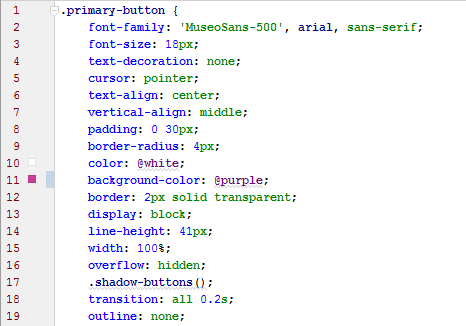 1 .primary-button {
2 font-family: 'MuseoSans-500', arial, sans-serif;
3 font-size: 18px;
4 text-decoration: none;
5 cursor: pointer;
6 text-align: center;
7 vertical-align: middle;
8 padding: 0 30px;
9 border-radius: 4px;
10 color: @white;
11 background-color: @purple;
12 border: 2px solid transparent;
13 display: block;
14 line-height: 41px;
15 width: 100%;
16 overflow: hidden;
17 .shadow-buttons();
18 transition: all 0.2s;
19 outline: none;